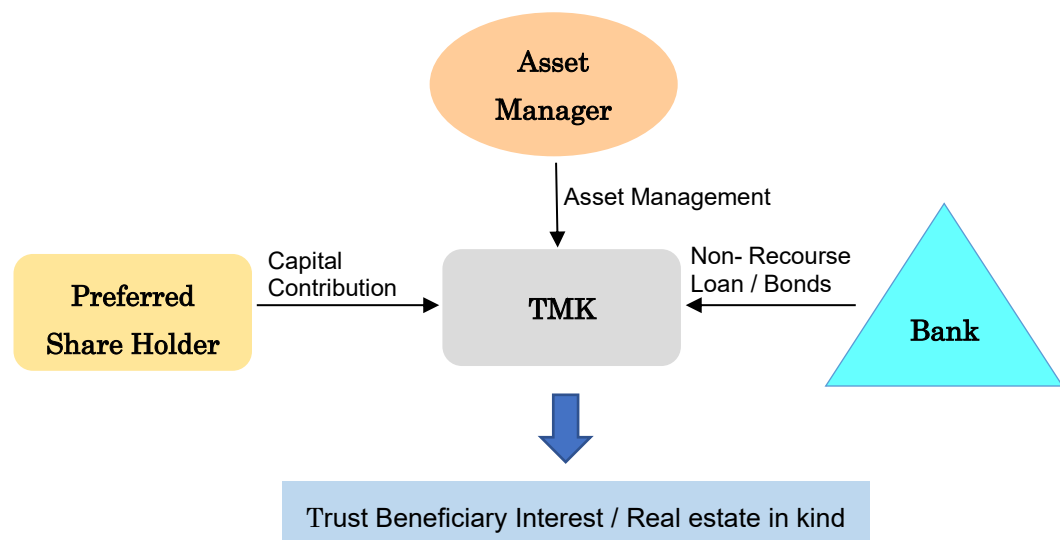 Asset
Manager
Asset Management
Capital
Contribution
Non- Recourse
Loan / Bonds
Preferred
Share Holder
TMK
Bank
Trust Beneficiary Interest / Real estate in kind